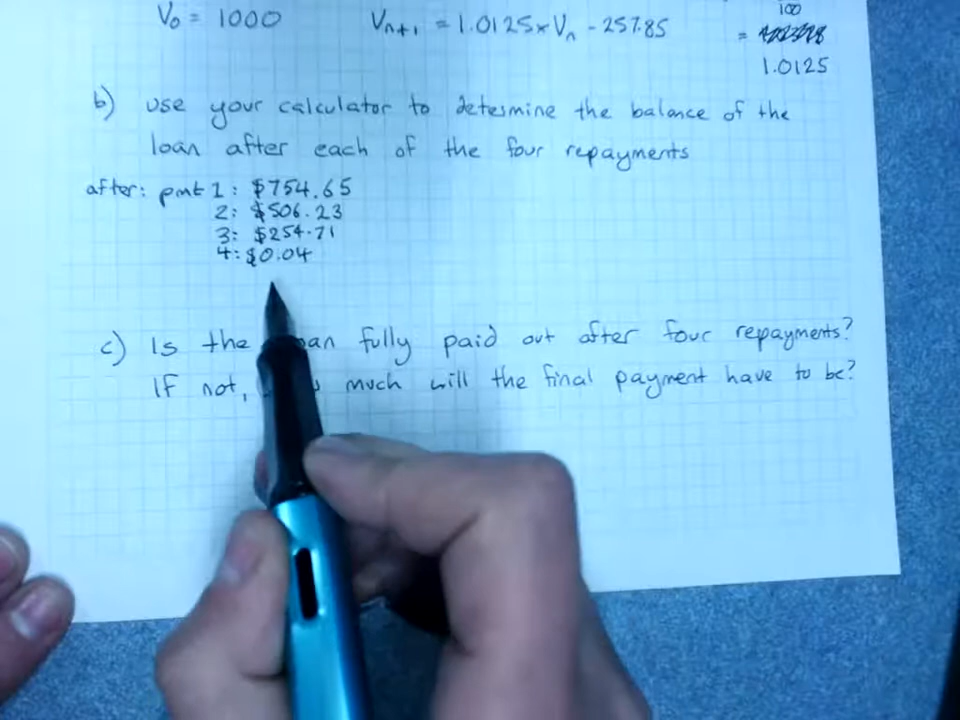 V₀ = 1000 Vₙ₊₁ = 1.0125×Vₙ - 257.85
100
=
1.0125
b) use your calculator to determine the balance of the
loan after each of the four repayments
after: pmt 1: $754.65
2: $506.23
3: $254.71
4: $0.04
c) Is the loan fully paid out after four repayments?
If not, much will the final payment have to be?